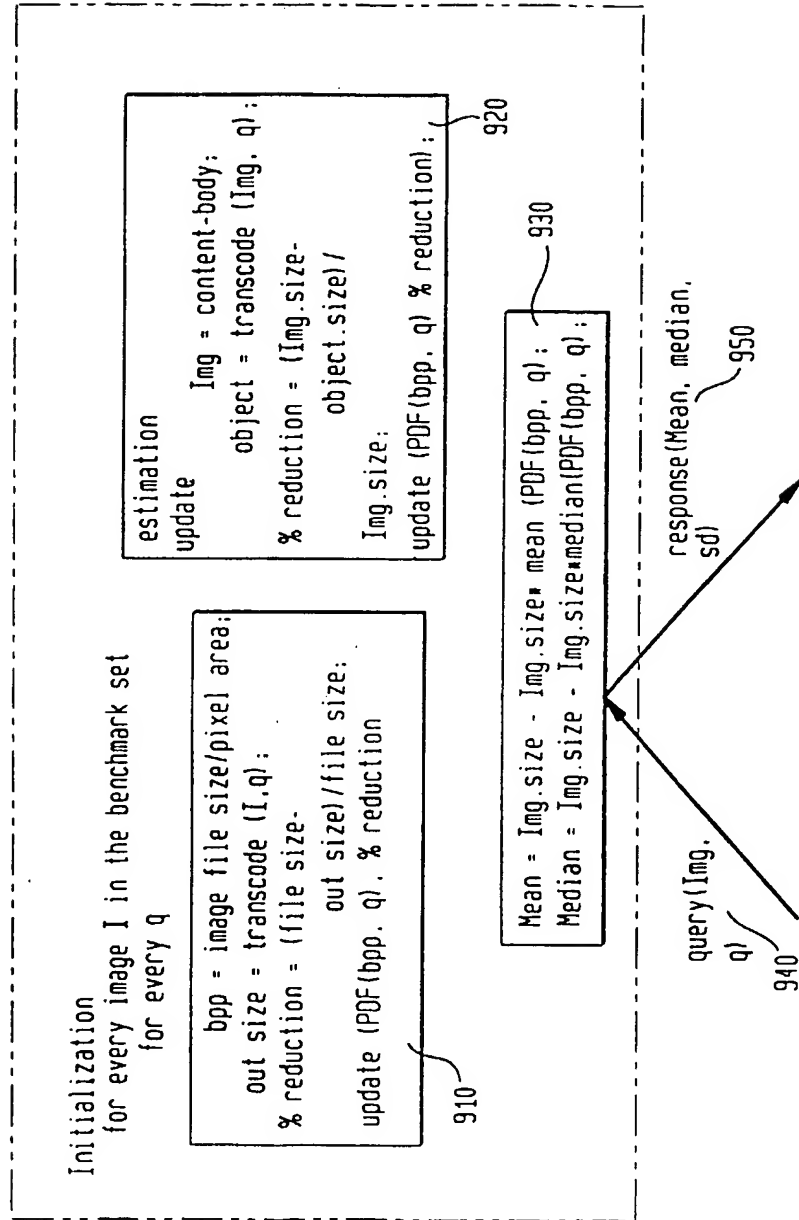 Initialization
for every image I in the benchmark set
for every q
bpp = image file size/pixel area;
out size = transcode (I,q);
% reduction = (file size-
out size)/file size;
update (PDF(bpp, q), % reduction
910
estimation
update
Img = content-body;
object = transcode (Img, q);
% reduction = (Img.size-
object.size)/
Img.size;
update (PDF(bpp, q) % reduction);
920
Mean = Img.size - Img.size* mean (PDF(bpp, q);
Median = Img.size - Img.size*median(PDF(bpp, q);
930
query(Img,
q)
940
response(Mean, median,
sd)
950